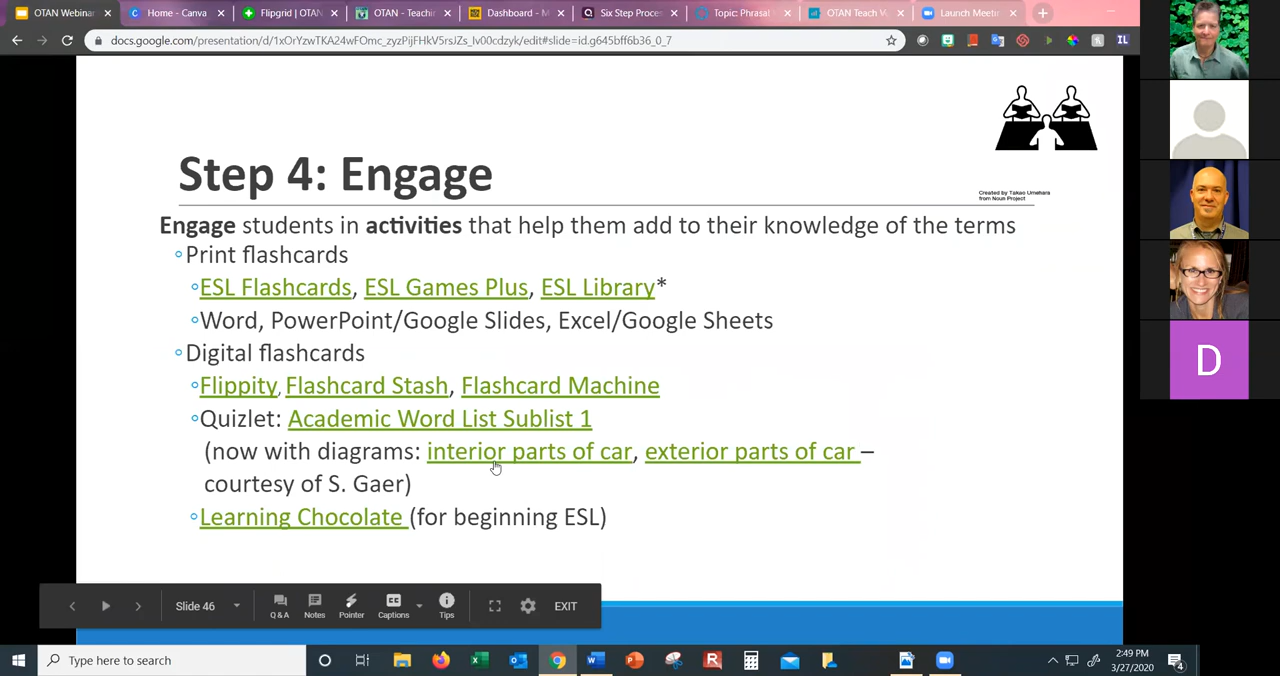 OTAN Webinar
Home - Canva
Flipgrid | OTAN
OTAN - Teachin
Dashboard - M
Six Step Proces
Topic: Phrasal
OTAN Teach V
Launch Meetin
docs.google.com/presentation/d/1xOrYzwTKA24wFOmc_zyzPijFHkV5rsJZs_lv00cdzyk/edit#slide=id.g645bff6b36_0_7
IL
Step 4: Engage
Created by Takao Umehara
from Noun Project
Engage students in activities that help them add to their knowledge of the terms
Print flashcards
ESL Flashcards, ESL Games Plus, ESL Library*
Word, PowerPoint/Google Slides, Excel/Google Sheets
Digital flashcards
Flippity, Flashcard Stash, Flashcard Machine
Quizlet: Academic Word List Sublist 1
(now with diagrams: interior parts of car, exterior parts of car –
courtesy of S. Gaer)
Learning Chocolate (for beginning ESL)
D
Slide 46
Q&A
Notes
Pointer
Captions
Tips
EXIT
Type here to search
2:49 PM
3/27/2020
4